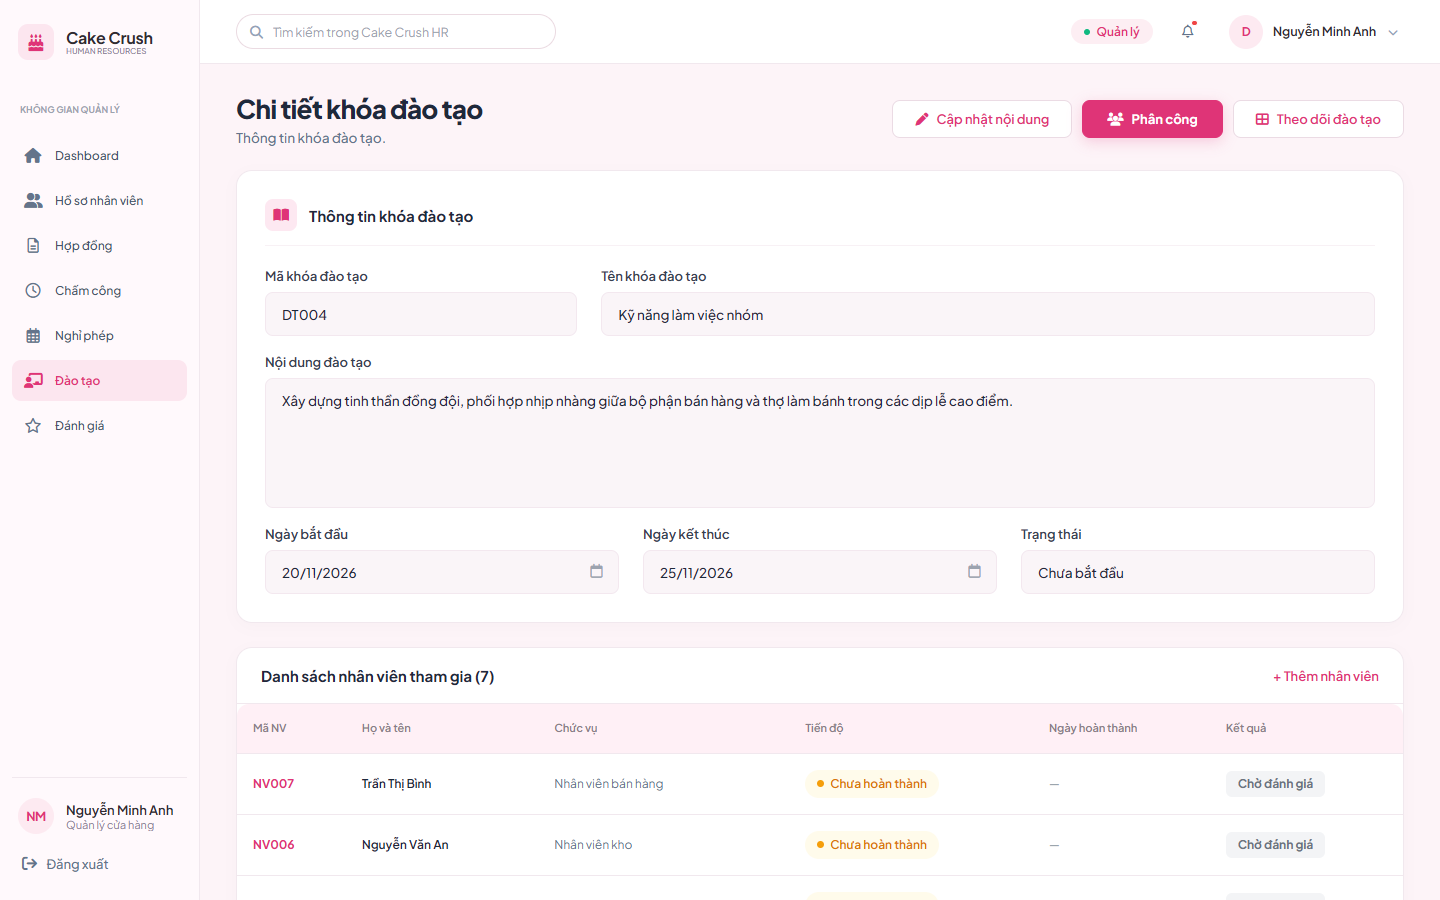 Cake Crush
HUMAN RESOURCES
Tìm kiếm trong Cake Crush HR
Quản lý
D
Nguyễn Minh Anh
KHÔNG GIAN QUẢN LÝ
Dashboard
Hồ sơ nhân viên
Hợp đồng
Chấm công
Nghỉ phép
Đào tạo
Đánh giá
NM
Nguyễn Minh Anh
Quản lý cửa hàng
Đăng xuất
Chi tiết khóa đào tạo
Thông tin khóa đào tạo.
Cập nhật nội dung
Phân công
Theo dõi đào tạo
Thông tin khóa đào tạo
Mã khóa đào tạo
Tên khóa đào tạo
DT004
Kỹ năng làm việc nhóm
Nội dung đào tạo
Xây dựng tinh thần đồng đội, phối hợp nhịp nhàng giữa bộ phận bán hàng và thợ làm bánh trong các dịp lễ cao điểm.
Ngày bắt đầu
Ngày kết thúc
Trạng thái
20/11/2026
25/11/2026
Chưa bắt đầu
Danh sách nhân viên tham gia (7)
+ Thêm nhân viên
Mã NV
Họ và tên
Chức vụ
Tiến độ
Ngày hoàn thành
Kết quả
NV007
Trần Thị Bình
Nhân viên bán hàng
Chưa hoàn thành
—
Chờ đánh giá
NV006
Nguyễn Văn An
Nhân viên kho
Chưa hoàn thành
—
Chờ đánh giá